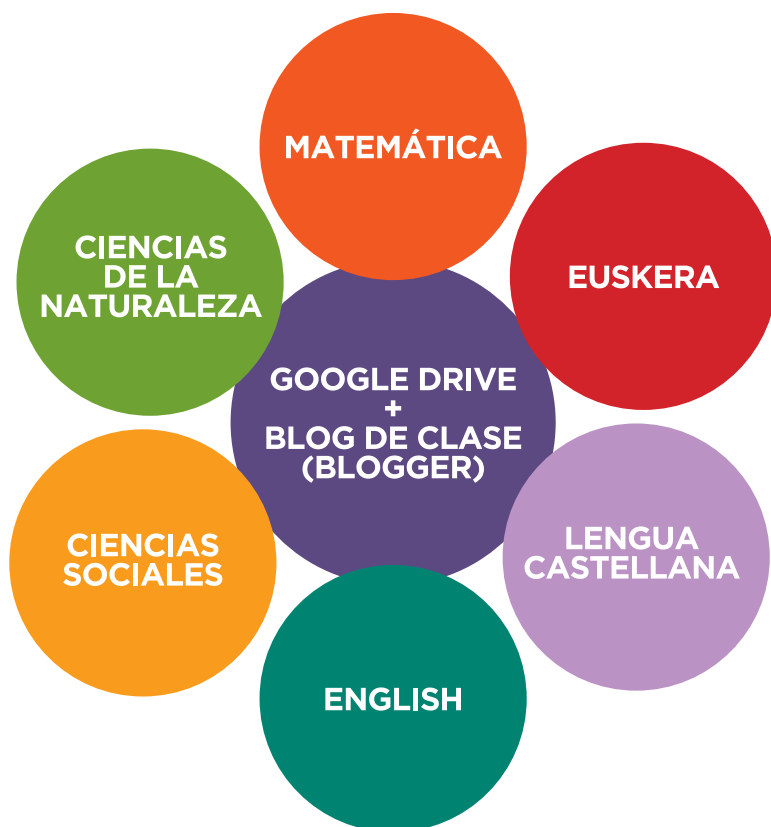 MATEMÁTICA
CIENCIAS
DE LA
NATURALEZA
EUSKERA
GOOGLE DRIVE
+
BLOG DE CLASE
(BLOGGER)
CIENCIAS
SOCIALES
LENGUA
CASTELLANA
ENGLISH